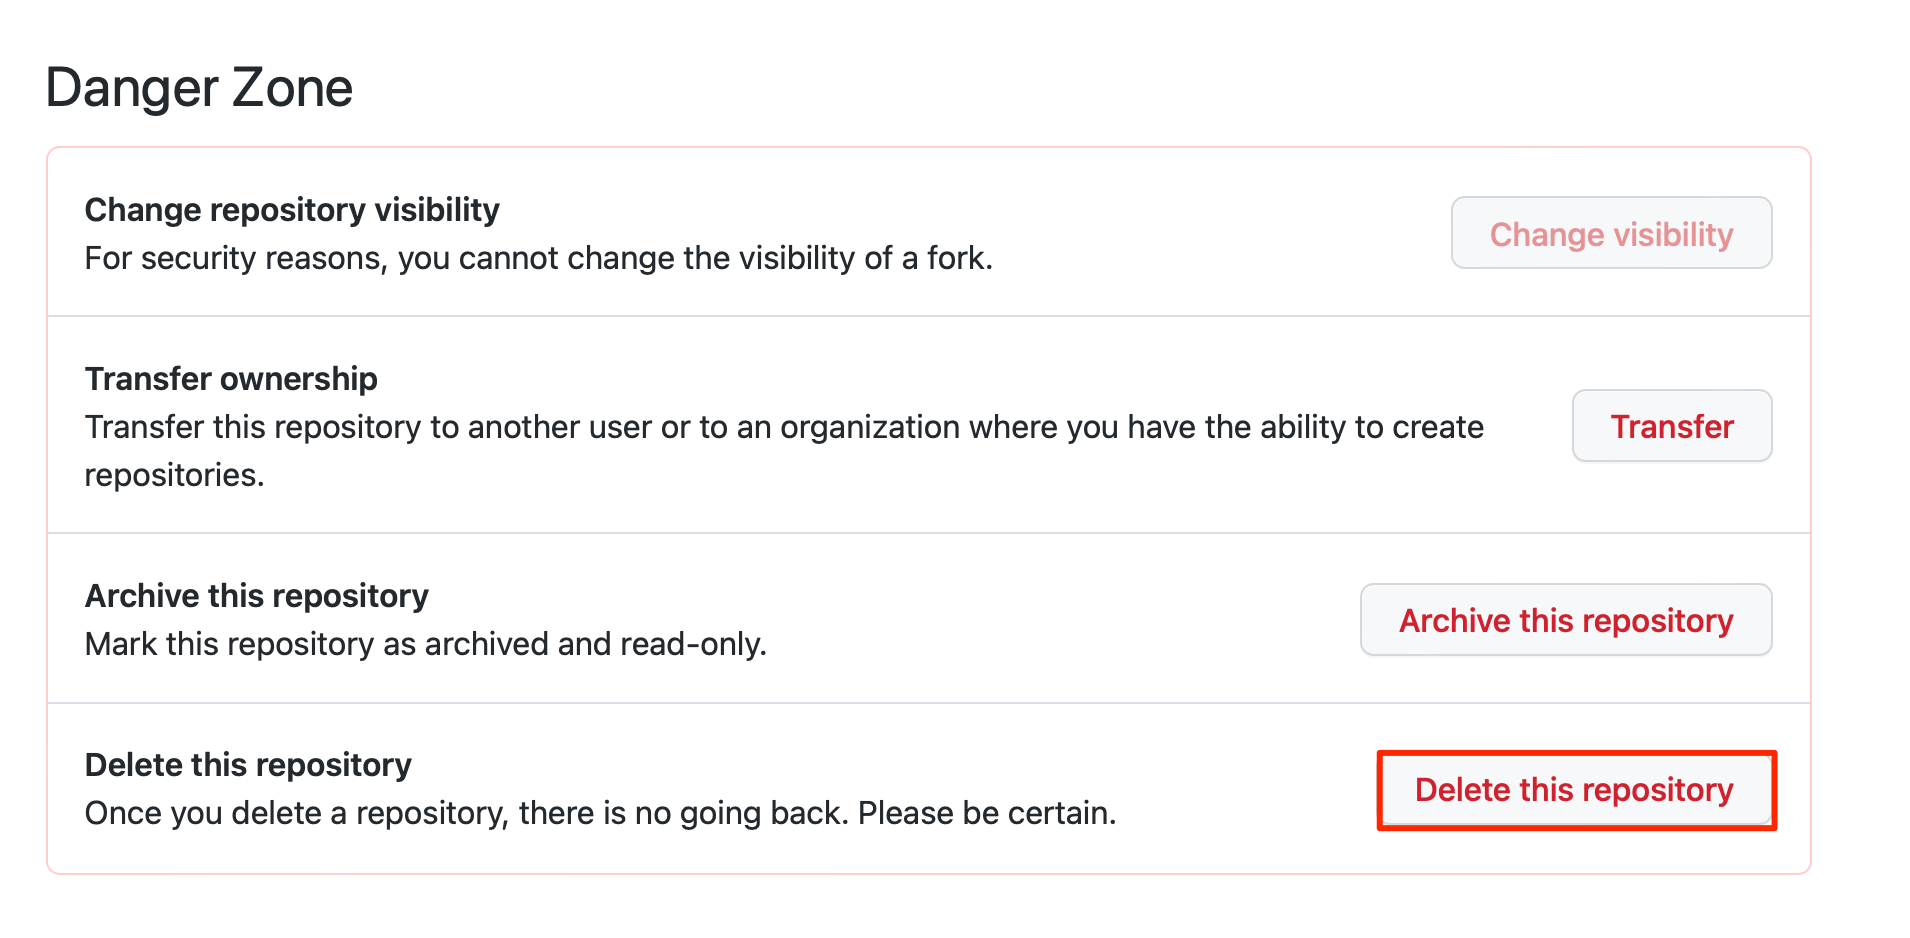 Danger Zone
Change repository visibility
For security reasons, you cannot change the visibility of a fork.
Change visibility
Transfer ownership
Transfer this repository to another user or to an organization where you have the ability to create
repositories.
Transfer
Archive this repository
Mark this repository as archived and read-only.
Archive this repository
Delete this repository
Once you delete a repository, there is no going back. Please be certain.
Delete this repository